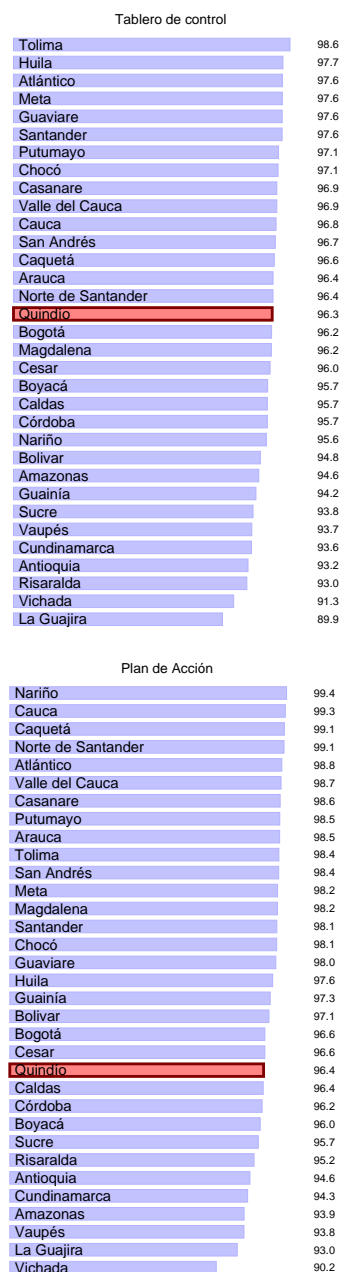 Tablero de control
Tolima 98.6
Huila 97.7
Atlántico 97.6
Meta 97.6
Guaviare 97.6
Santander 97.6
Putumayo 97.1
Chocó 97.1
Casanare 96.9
Valle del Cauca 96.9
Cauca 96.8
San Andrés 96.7
Caquetá 96.6
Arauca 96.4
Norte de Santander 96.4
Quindio 96.3
Bogotá 96.2
Magdalena 96.2
Cesar 96.0
Boyacá 95.7
Caldas 95.7
Córdoba 95.7
Nariño 95.6
Bolivar 94.8
Amazonas 94.6
Guainía 94.2
Sucre 93.8
Vaupés 93.7
Cundinamarca 93.6
Antioquia 93.2
Risaralda 93.0
Vichada 91.3
La Guajira 89.9
Plan de Acción
Nariño 99.4
Cauca 99.3
Caquetá 99.1
Norte de Santander 99.1
Atlántico 98.8
Valle del Cauca 98.7
Casanare 98.6
Putumayo 98.5
Arauca 98.5
Tolima 98.4
San Andrés 98.4
Meta 98.2
Magdalena 98.2
Santander 98.1
Chocó 98.1
Guaviare 98.0
Huila 97.6
Guainía 97.3
Bolivar 97.1
Bogotá 96.6
Cesar 96.6
Quindio 96.4
Caldas 96.4
Córdoba 96.2
Boyacá 96.0
Sucre 95.7
Risaralda 95.2
Antioquia 94.6
Cundinamarca 94.3
Amazonas 93.9
Vaupés 93.8
La Guajira 93.0
Vichada 90.2